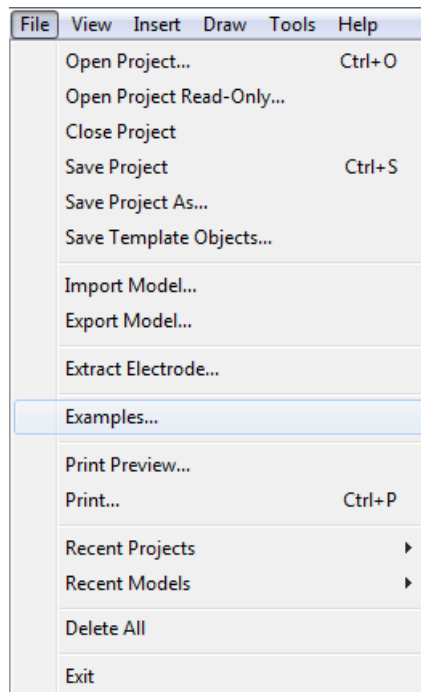 File View Insert Draw Tools Help
Open Project... Ctrl+O
Open Project Read-Only...
Close Project
Save Project Ctrl+S
Save Project As...
Save Template Objects...
Import Model...
Export Model...
Extract Electrode...
Examples...
Print Preview...
Print... Ctrl+P
Recent Projects
Recent Models
Delete All
Exit